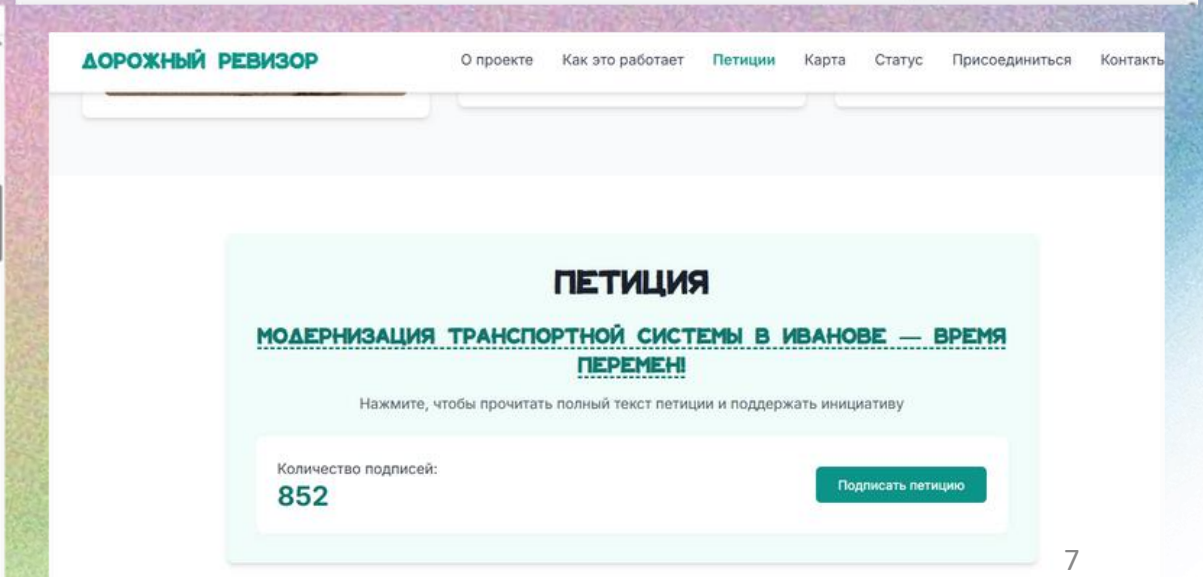 ДОРОЖНЫЙ РЕВИЗОР
О проекте Как это работает Петиции Карта Статус Присоединиться Контакты
ПЕТИЦИЯ
МОДЕРНИЗАЦИЯ ТРАНСПОРТНОЙ СИСТЕМЫ В ИВАНОВЕ — ВРЕМЯ
ПЕРЕМЕН!
Нажмите, чтобы прочитать полный текст петиции и поддержать инициативу
Количество подписей:
852
Подписать петицию
7